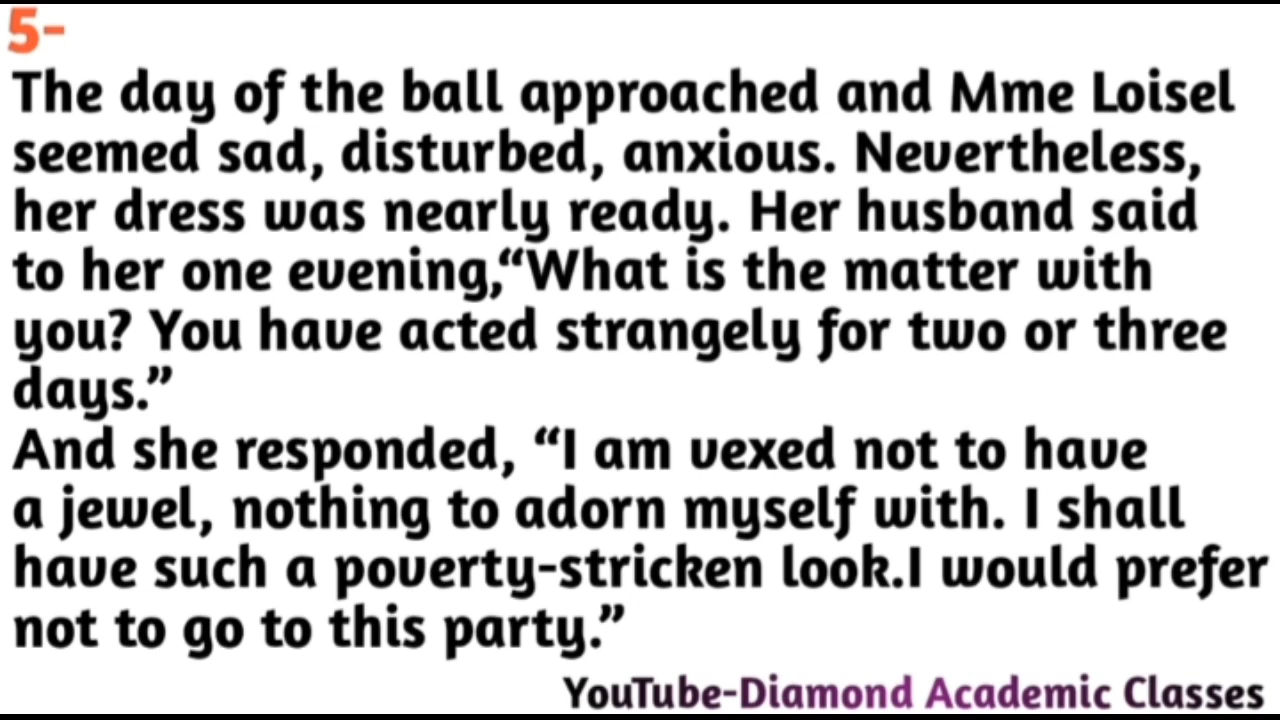 5-
The day of the ball approached and Mme Loisel
seemed sad, disturbed, anxious. Nevertheless,
her dress was nearly ready. Her husband said
to her one evening,“What is the matter with
you? You have acted strangely for two or three
days.”
And she responded, “I am vexed not to have
a jewel, nothing to adorn myself with. I shall
have such a poverty-stricken look.I would prefer
not to go to this party.”
YouTube-Diamond Academic Classes